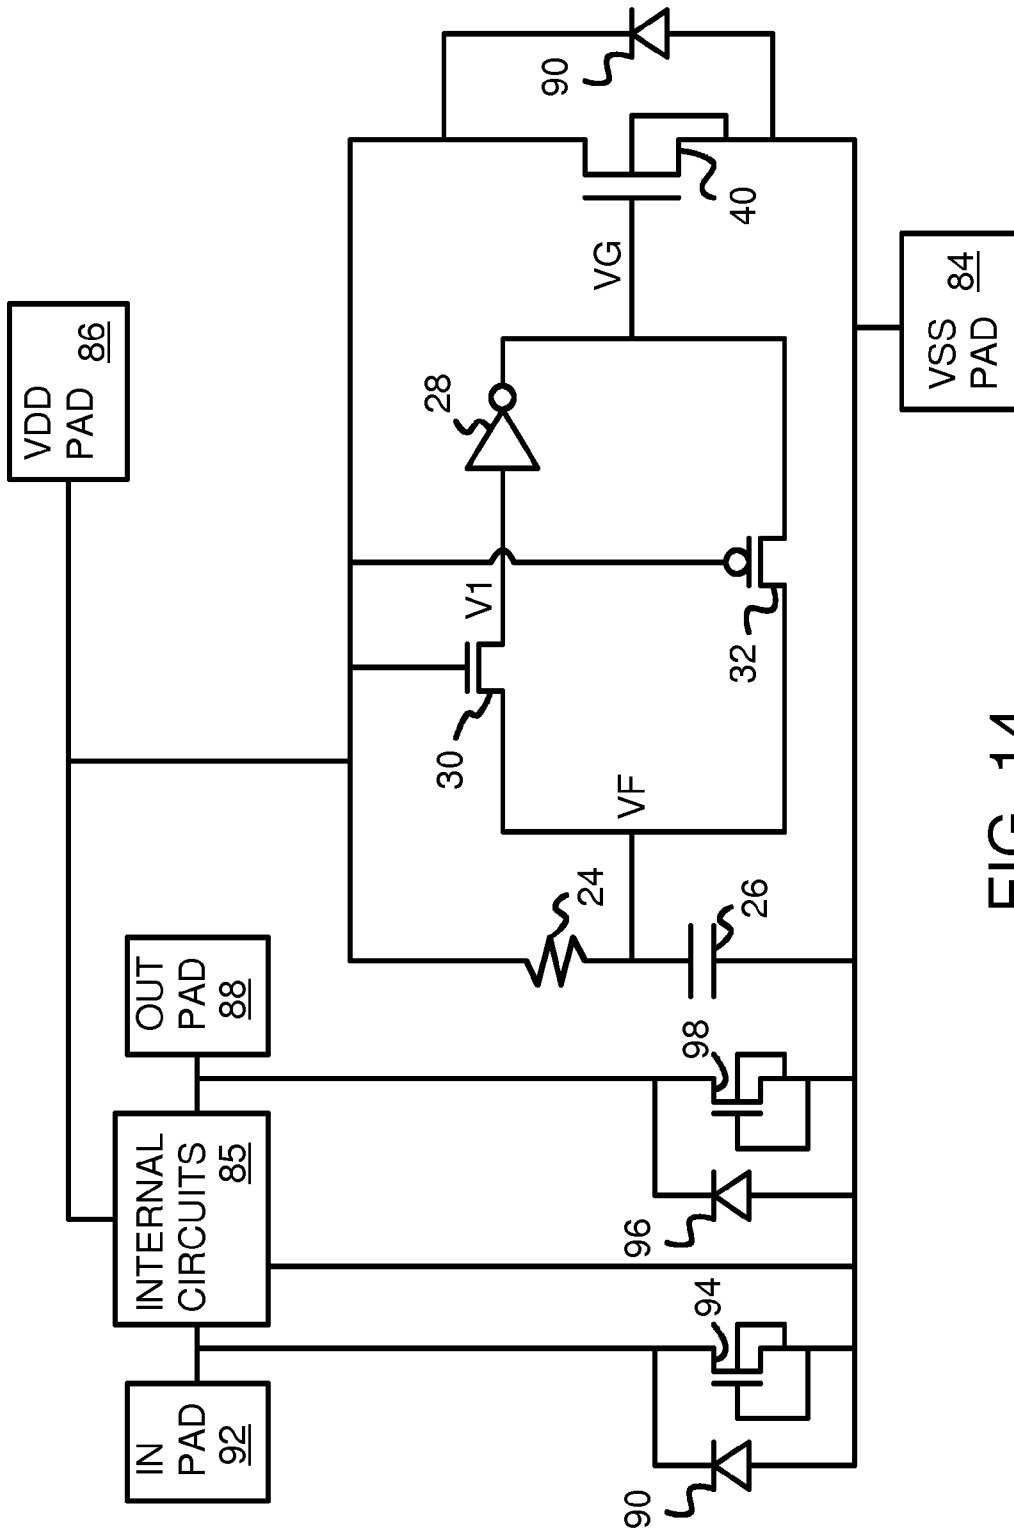 VDD
PAD 86
OUT
PAD
88
INTERNAL
CIRCUITS
85
IN
PAD
92
90
28
VG
40
V1
30
32
VF
24
26
98
96
94
90
VSS 84
PAD
FIG. 14